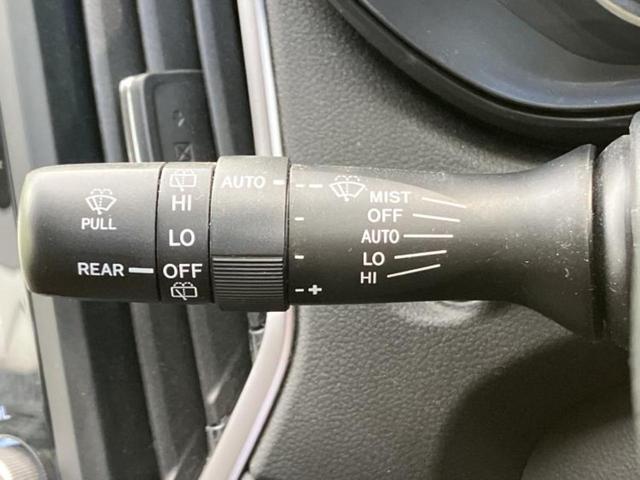 PULL
REAR
HI
LO
OFF
AUTO
- +
MIST
OFF
AUTO
LO
HI